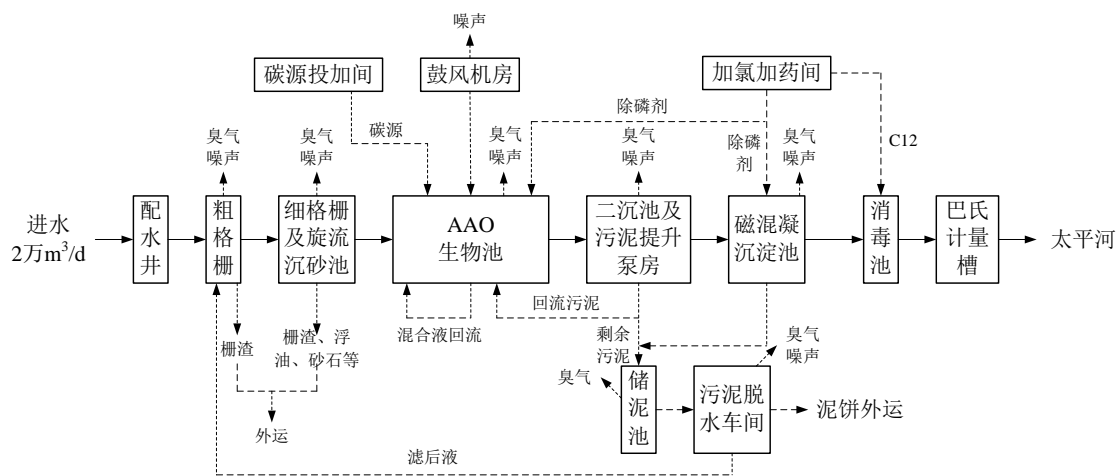 噪声
碳源投加间
鼓风机房
加氯加药间
除磷剂
碳源
臭气
噪声
臭气
噪声
臭气
噪声
臭气
噪声
除磷
剂
臭气
噪声
C12
进水
2万m³/d
配
水
井
粗
格
栅
细格栅
及旋流
沉砂池
AAO
生物池
二沉池及
污泥提升
泵房
磁混凝
沉淀池
消
毒
池
巴氏
计量
槽
太平河
混合液回流
回流污泥
栅渣
栅渣、浮
油、砂石等
剩余
污泥
臭气
噪声
臭气
储
泥
池
污泥脱
水车间
泥饼外运
外运
滤后液